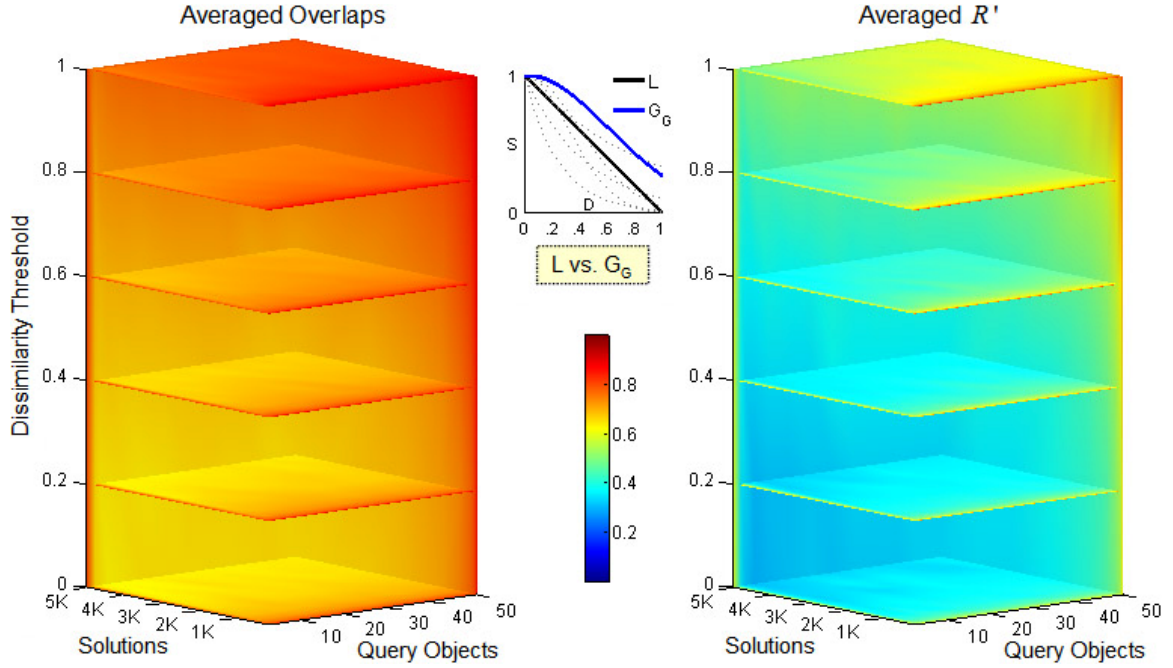 Averaged Overlaps
Dissimilarity Threshold
1
0.8
0.6
0.4
0.2
0
5K 4K 3K 2K 1K
Solutions
10 20 30 40 50
Query Objects
1
S
0
L
G_G
D
0 .2 .4 .6 .8 1
L vs. G_G
0.8
0.6
0.4
0.2
Averaged R'
1
0.8
0.6
0.4
0.2
0
5K 4K 3K 2K 1K
Solutions
10 20 30 40 50
Query Objects